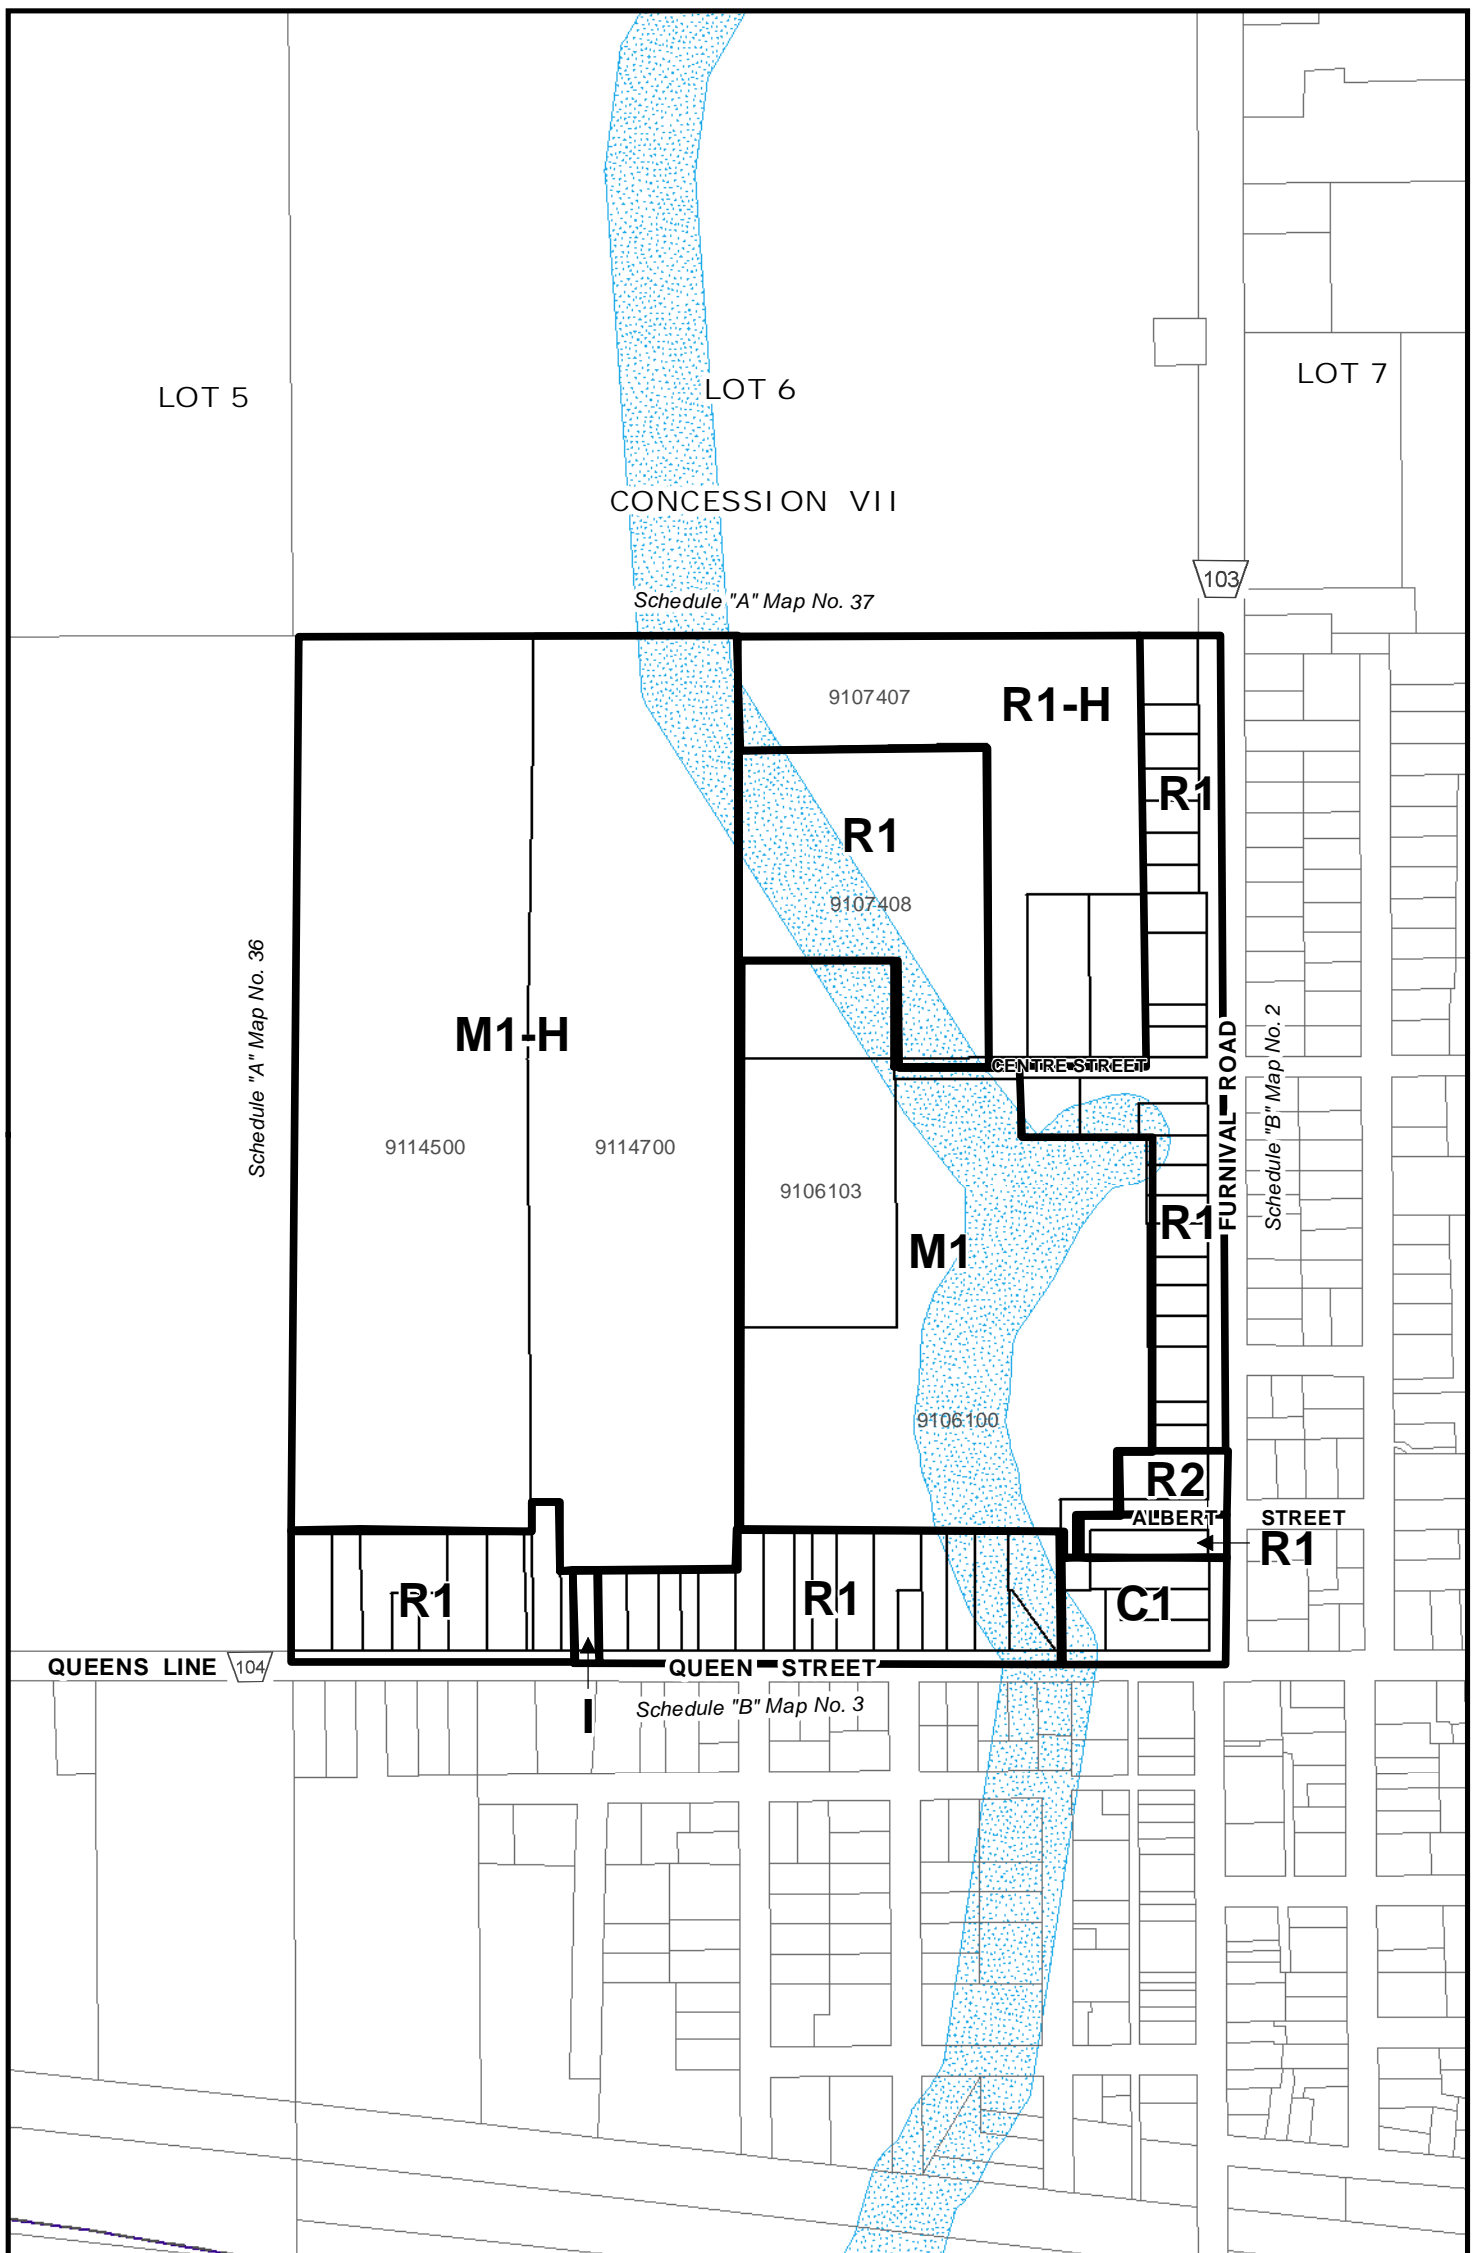 LOT 5
LOT 6
LOT 7
CONCESSION VII
103
Schedule "A" Map No. 37
9107407
R1-H
R1
R1
9107408
Schedule "A" Map No. 36
M1-H
CENTRE STREET
FURNIVAL ROAD
Schedule "B" Map No. 2
9114500
9114700
9106103
R1
M1
9106100
R2
ALBERT STREET
R1
R1
R1
C1
QUEENS LINE
104
QUEEN STREET
I
Schedule "B" Map No. 3